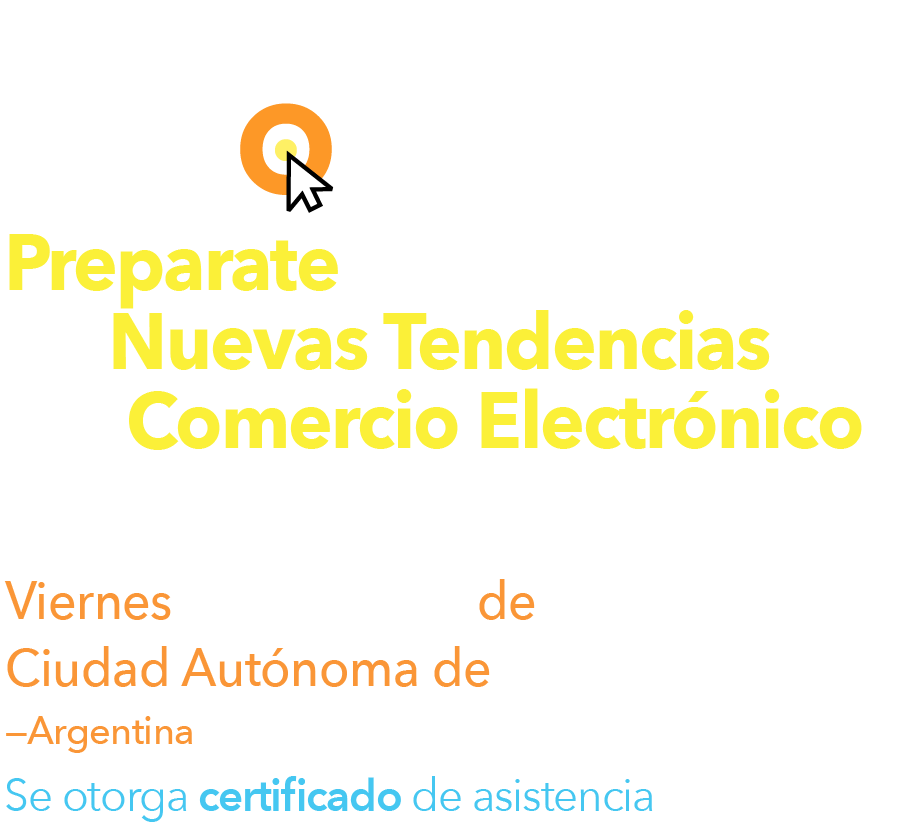 Preparate
Nuevas Tendencias
Comercio Electrónico
Viernes de
Ciudad Autónoma de
—Argentina
Se otorga certificado de asistencia